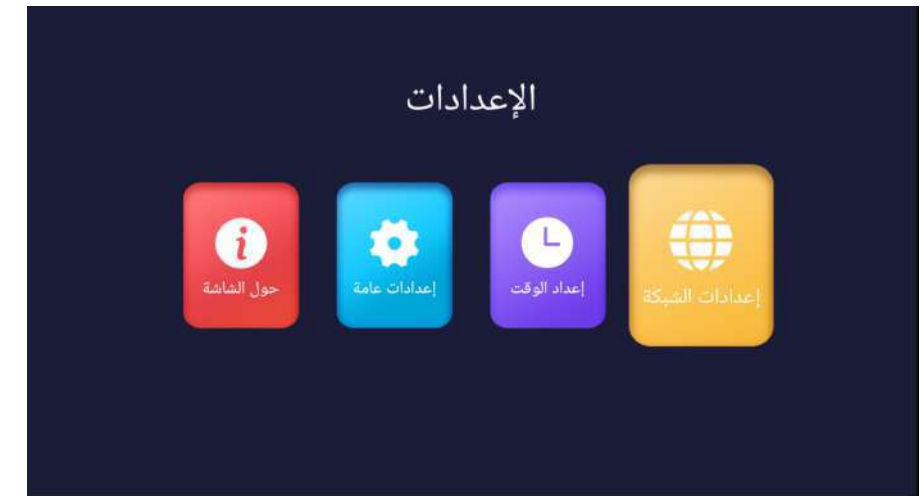 الإعدادات
إعدادات الشبكة
إعداد الوقت
إعدادات عامة
حول الشاشة